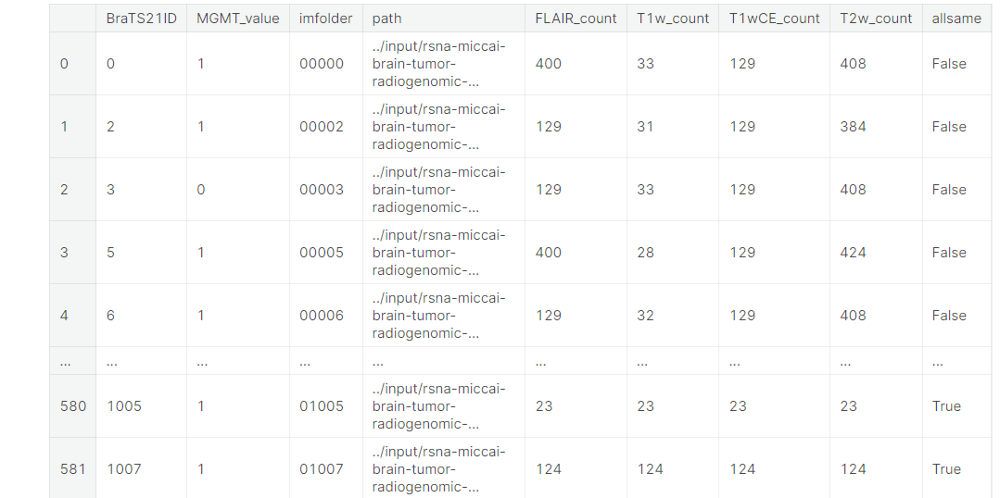 BraTS21ID MGMT_value imfolder path FLAIR_count T1w_count T1wCE_count T2w_count allsame
0 0 1 00000 ../input/rsna-miccai-brain-tumor-radiogenomic-... 400 33 129 408 False
1 2 1 00002 ../input/rsna-miccai-brain-tumor-radiogenomic-... 129 31 129 384 False
2 3 0 00003 ../input/rsna-miccai-brain-tumor-radiogenomic-... 129 33 129 408 False
3 5 1 00005 ../input/rsna-miccai-brain-tumor-radiogenomic-... 400 28 129 424 False
4 6 1 00006 ../input/rsna-miccai-brain-tumor-radiogenomic-... 129 32 129 408 False
... ... ... ... ... ... ... ... ... ...
580 1005 1 01005 ../input/rsna-miccai-brain-tumor-radiogenomic-... 23 23 23 23 True
581 1007 1 01007 ../input/rsna-miccai-brain-tumor-radiogenomic-... 124 124 124 124 True